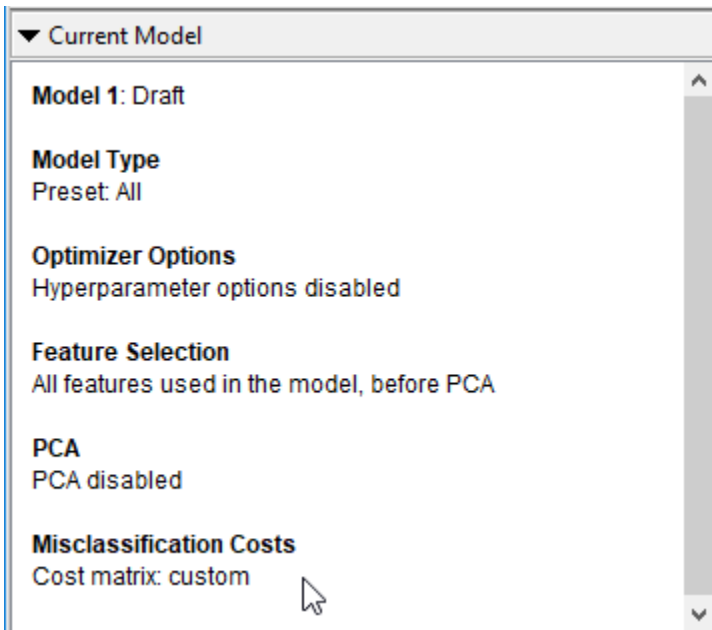 Current Model
Model 1: Draft
Model Type
Preset: All
Optimizer Options
Hyperparameter options disabled
Feature Selection
All features used in the model, before PCA
PCA
PCA disabled
Misclassification Costs
Cost matrix: custom